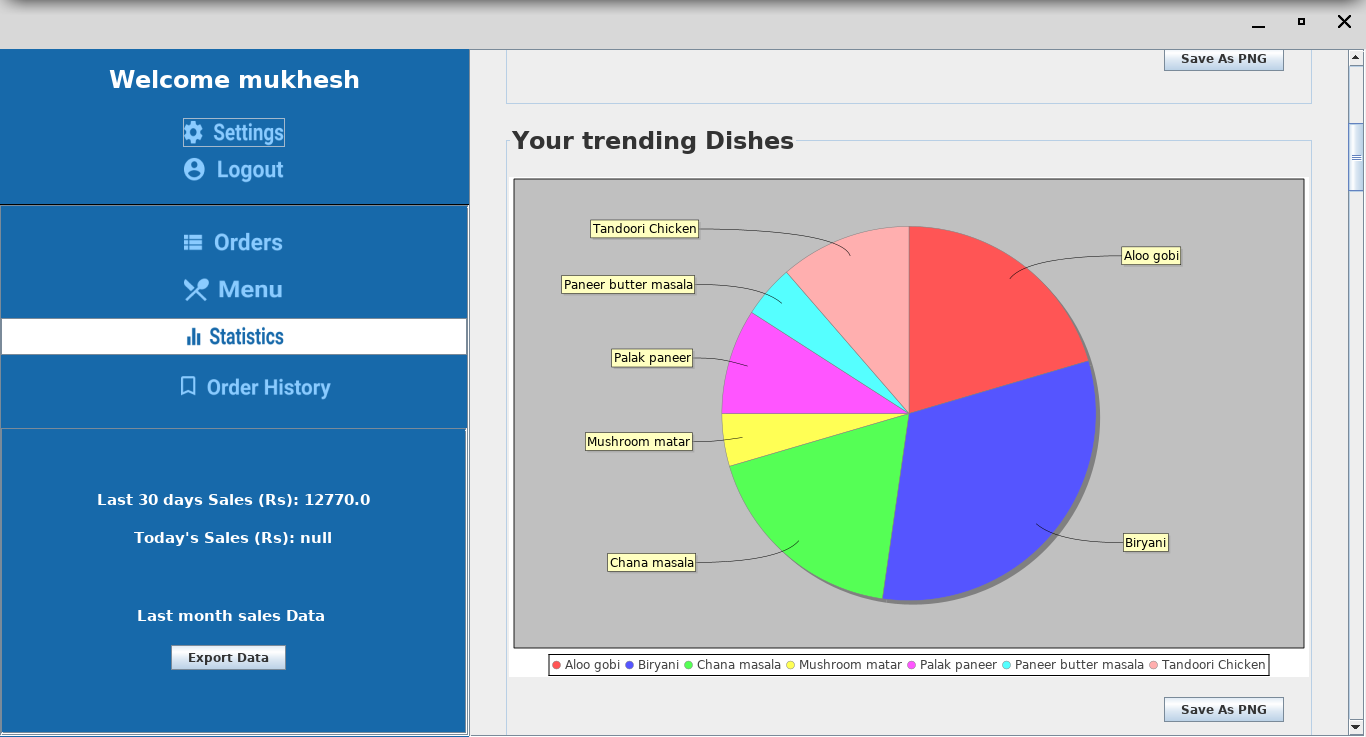 Welcome mukhesh
Settings
Logout
Orders
Menu
Statistics
Order History
Last 30 days Sales (Rs): 12770.0
Today's Sales (Rs): null
Last month sales Data
Export Data
Save As PNG
Your trending Dishes
Tandoori Chicken
Aloo gobi
Paneer butter masala
Palak paneer
Mushroom matar
Biryani
Chana masala
Aloo gobi Biryani Chana masala Mushroom matar Palak paneer Paneer butter masala Tandoori Chicken
Save As PNG